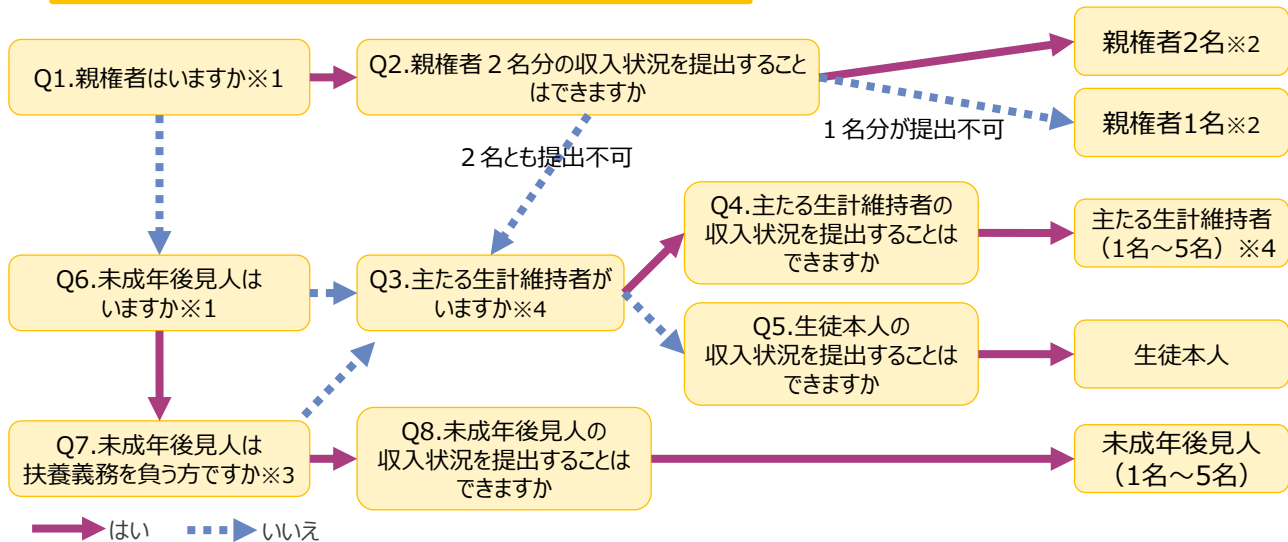 Q1.親権者はいますか※1
Q2.親権者２名分の収入状況を提出すること
はできますか
親権者2名※2
１名分が提出不可
親権者1名※2
２名とも提出不可
Q4.主たる生計維持者の
収入状況を提出することは
できますか
主たる生計維持者
（1名～5名）※4
Q6.未成年後見人は
いますか※1
Q3.主たる生計維持者が
いますか※4
Q5.生徒本人の
収入状況を提出することは
できますか
生徒本人
Q7.未成年後見人は
扶養義務を負う方ですか※3
Q8.未成年後見人の
収入状況を提出することは
できますか
未成年後見人
（1名～5名）
はい
いいえ